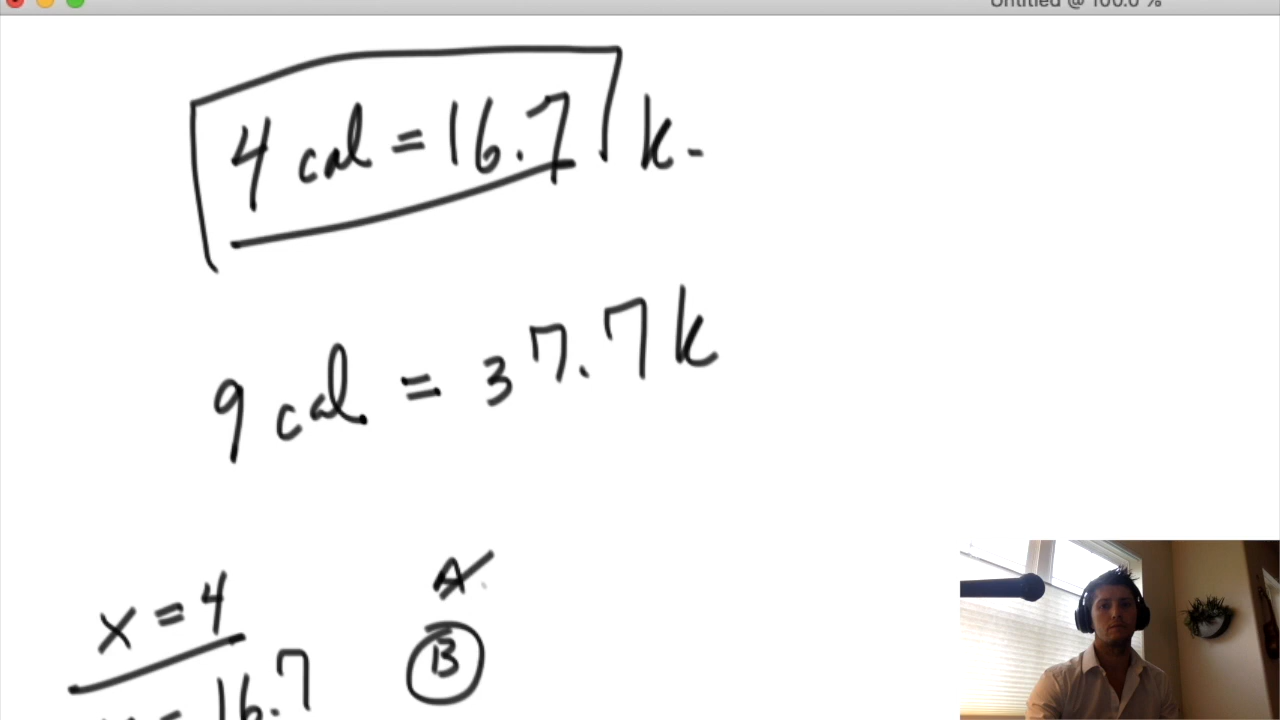 Untitled @ 100.0 %
4 cal = 16.7 k.
9 cal = 37.7 k
x = 4
A.
B
= 16.7